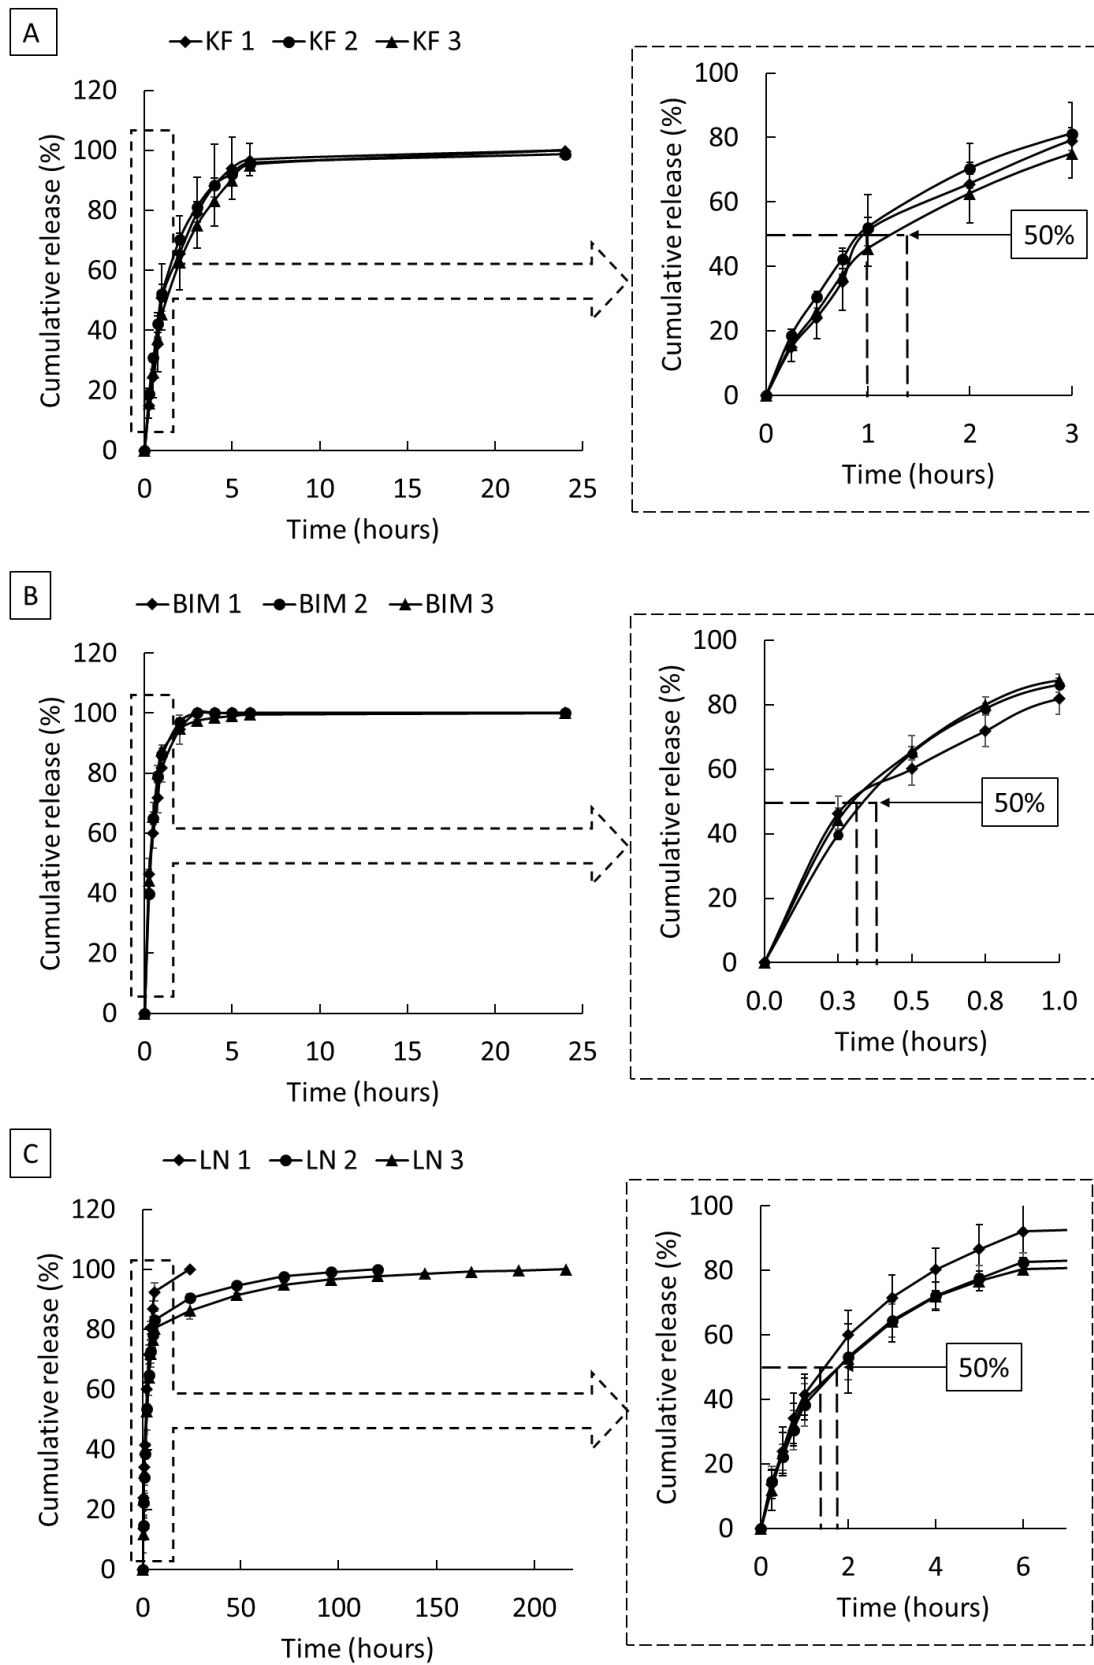 A
KF 1 KF 2 KF 3
120
100
80
60
40
20
0
Cumulative release (%)
0 5 10 15 20 25
Time (hours)
100
80
60
40
20
0
Cumulative release (%)
50%
0 1 2 3
Time (hours)
B
BIM 1 BIM 2 BIM 3
120
100
80
60
40
20
0
Cumulative release (%)
0 5 10 15 20 25
Time (hours)
100
80
60
40
20
0
Cumulative release (%)
50%
0.0 0.3 0.5 0.8 1.0
Time (hours)
C
LN 1 LN 2 LN 3
120
100
80
60
40
20
0
Cumulative release (%)
0 50 100 150 200
Time (hours)
100
80
60
40
20
0
Cumulative release (%)
50%
0 2 4 6
Time (hours)